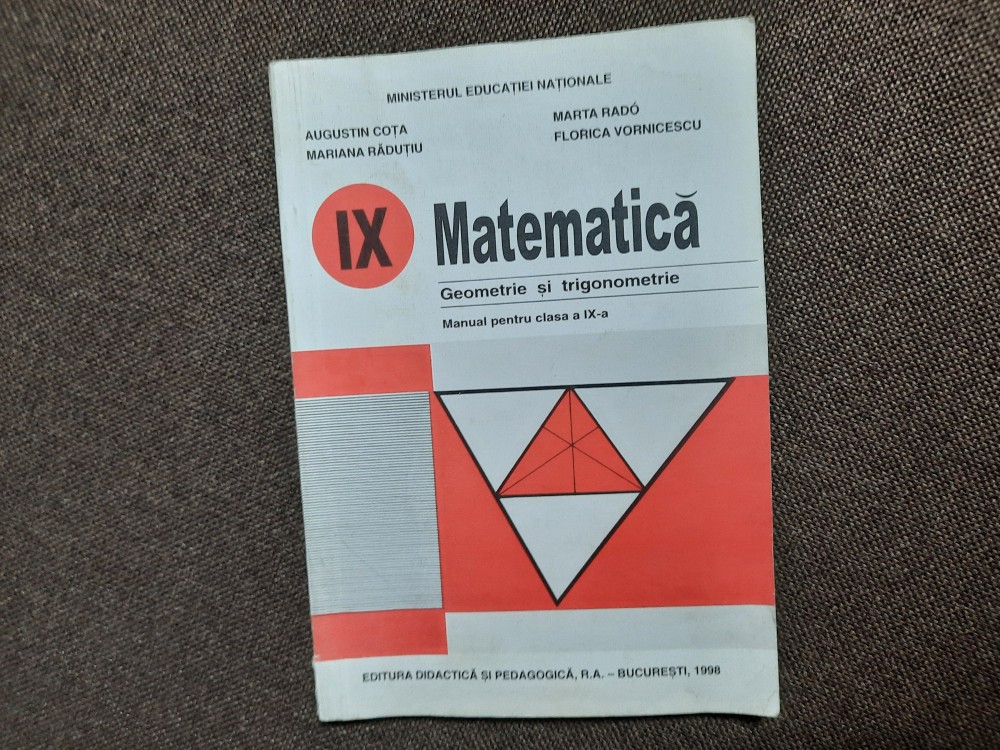 MINISTERUL EDUCAȚIEI NAȚIONALE
AUGUSTIN COȚA
MARIANA RĂDUȚIU
MARTA RADÓ
FLORICA VORNICESCU
IX
Matematică
Geometrie și trigonometrie
Manual pentru clasa a IX-a
EDITURA DIDACTICĂ ȘI PEDAGOGICĂ, R.A. – BUCUREȘTI, 1998